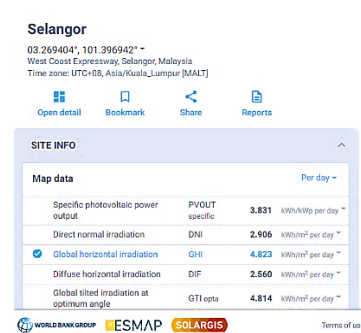 Selangor
03.269404°, 101.396942°
West Coast Expressway, Selangor, Malaysia
Time zone: UTC+08, Asia/Kuala_Lumpur [MALT]
Open detail Bookmark Share Reports
SITE INFO
Map data Per day
Specific photovoltaic power output PVOUT specific 3.831 kWh/kWp per day
Direct normal irradiation DNI 2.906 kWh/m² per day
Global horizontal irradiation GHI 4.823 kWh/m² per day
Diffuse horizontal irradiation DIF 2.560 kWh/m² per day
Global tilted irradiation at optimum angle GTI opta 4.814 kWh/m² per day
WORLD BANK GROUP ESMAP SOLARGIS Terms of us